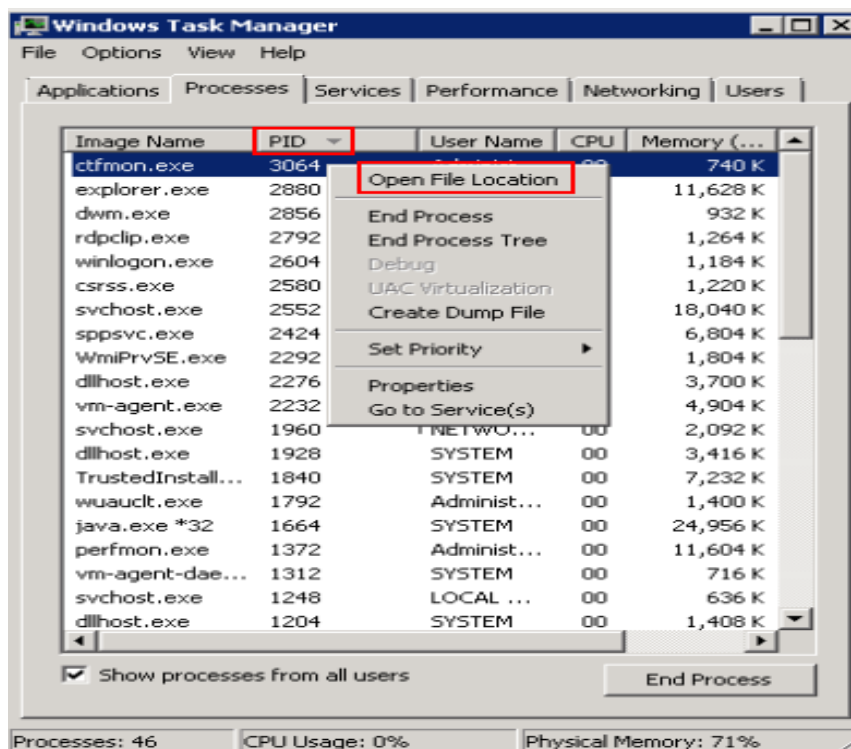 Windows Task Manager
File Options View Help
Applications Processes Services Performance Networking Users
Image Name PID User Name CPU Memory (...
ctfmon.exe 3064 740 K
Open File Location
explorer.exe 2880 11,628 K
dwm.exe 2856 932 K
End Process
rdpclip.exe 2792 1,264 K
End Process Tree
winlogon.exe 2604 1,184 K
Debug
csrss.exe 2580 1,220 K
UAC Virtualization
svchost.exe 2552 18,040 K
Create Dump File
sppsvc.exe 2424 6,804 K
Set Priority
WmiPrvSE.exe 2292 1,804 K
dllhost.exe 2276 3,700 K
Properties
vm-agent.exe 2232 4,904 K
Go to Service(s)
svchost.exe 1960 NETWO... 00 2,092 K
dllhost.exe 1928 SYSTEM 00 3,416 K
TrustedInstall... 1840 SYSTEM 00 7,232 K
wuauclt.exe 1792 Administ... 00 1,400 K
java.exe *32 1664 SYSTEM 00 24,956 K
perfmon.exe 1372 Administ... 00 11,604 K
vm-agent-dae... 1312 SYSTEM 00 716 K
svchost.exe 1248 LOCAL ... 00 636 K
dllhost.exe 1204 SYSTEM 00 1,408 K
Show processes from all users
End Process
Processes: 46 CPU Usage: 0% Physical Memory: 71%